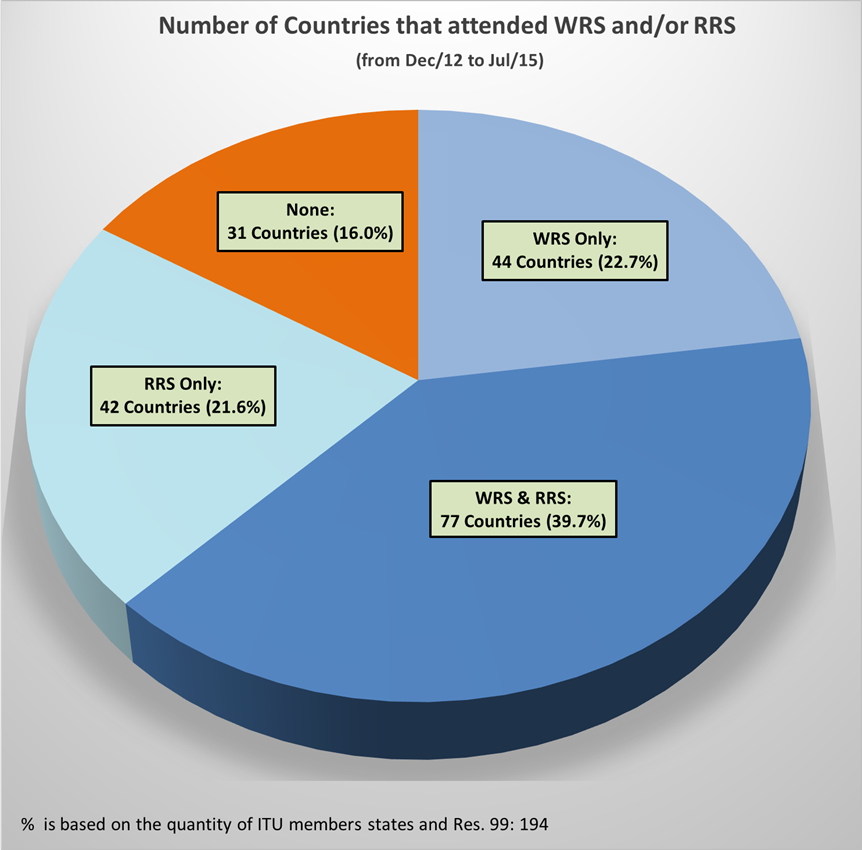 Number of Countries that attended WRS and/or RRS
(from Dec/12 to Jul/15)
None:
31 Countries (16.0%)
WRS Only:
44 Countries (22.7%)
RRS Only:
42 Countries (21.6%)
WRS & RRS:
77 Countries (39.7%)
% is based on the quantity of ITU members states and Res. 99: 194